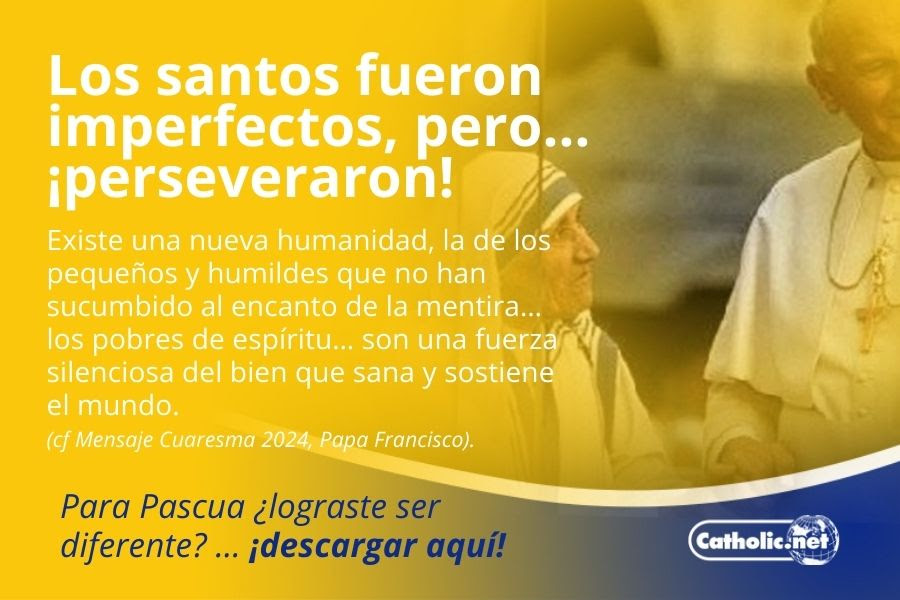 Los santos fueron
imperfectos, pero...
¡perseveraron!
Existe una nueva humanidad, la de los
pequeños y humildes que no han
sucumbido al encanto de la mentira...
los pobres de espíritu... son una fuerza
silenciosa del bien que sana y sostiene
el mundo.
(cf Mensaje Cuaresma 2024, Papa Francisco).
Para Pascua ¿lograste ser
diferente? ... ¡descargar aquí!
Catholic.net